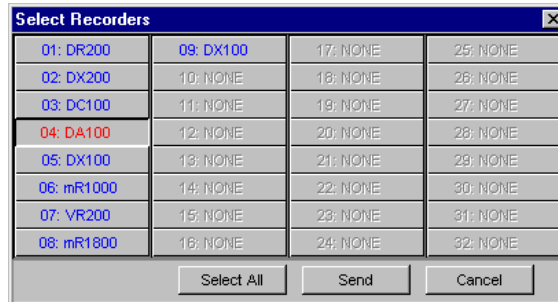 Select Recorders
01: DR200 09: DX100 17: NONE 25: NONE
02: DX200 10: NONE 18: NONE 26: NONE
03: DC100 11: NONE 19: NONE 27: NONE
04: DA100 12: NONE 20: NONE 28: NONE
05: DX100 13: NONE 21: NONE 29: NONE
06: mR1000 14: NONE 22: NONE 30: NONE
07: VR200 15: NONE 23: NONE 31: NONE
08: mR1800 16: NONE 24: NONE 32: NONE
Select All Send Cancel